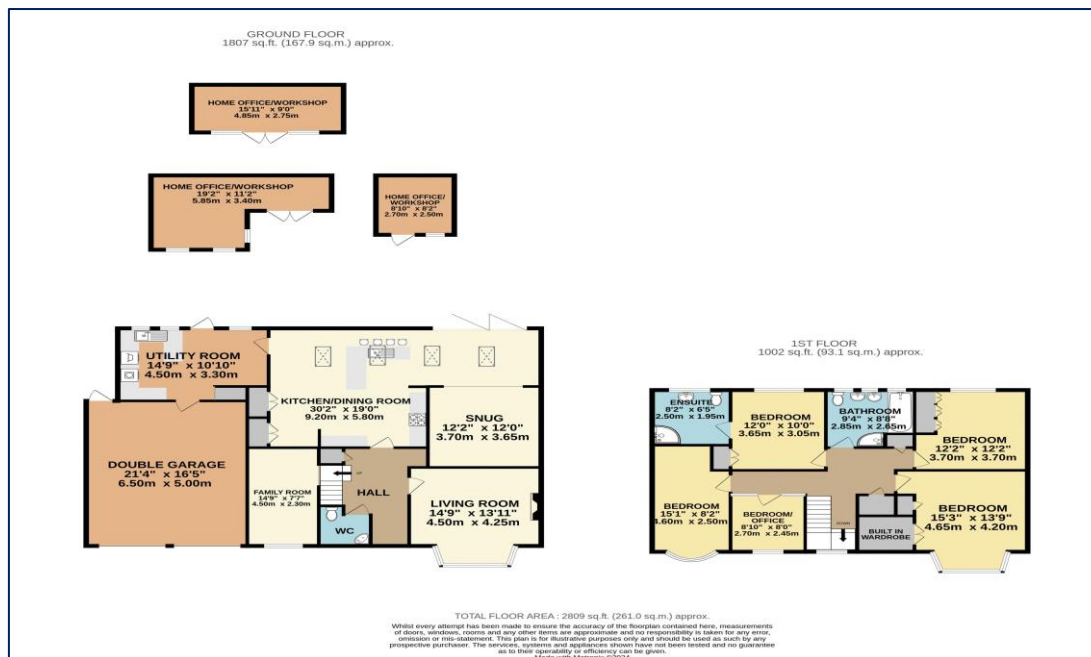 GROUND FLOOR
1807 sq.ft. (167.9 sq.m.) approx.
HOME OFFICE/WORKSHOP
15'11" x 9'0"
4.85m x 2.75m
HOME OFFICE/WORKSHOP
19'2" x 11'2"
5.85m x 3.40m
HOME OFFICE/
WORKSHOP
8'10" x 8'2"
2.70m x 2.50m
UTILITY ROOM
14'9" x 10'10"
4.50m x 3.30m
KITCHEN/DINING ROOM
30'2" x 19'0"
9.20m x 5.80m
SNUG
12'2" x 12'0"
3.70m x 3.65m
DOUBLE GARAGE
21'4" x 16'5"
6.50m x 5.00m
FAMILY ROOM
14'9" x 7'7"
4.50m x 2.30m
UP
HALL
WC
LIVING ROOM
14'9" x 13'11"
4.50m x 4.25m
1ST FLOOR
1002 sq.ft. (93.1 sq.m.) approx.
ENSUITE
8'2" x 6'5"
2.50m x 1.95m
BEDROOM
12'0" x 10'0"
3.65m x 3.05m
BATHROOM
9'4" x 8'8"
2.85m x 2.65m
BEDROOM
12'2" x 12'2"
3.70m x 3.70m
BEDROOM
15'1" x 8'2"
4.60m x 2.50m
BEDROOM/
OFFICE
8'10" x 8'0"
2.70m x 2.45m
DOWN
BUILT IN
WARDROBE
BEDROOM
15'3" x 13'9"
4.65m x 4.20m
TOTAL FLOOR AREA : 2809 sq.ft. (261.0 sq.m.) approx.
Whilst every attempt has been made to ensure the accuracy of the floorplan contained here, measurements
of doors, windows, rooms and any other items are approximate and no responsibility is taken for any error,
omission or mis-statement. This plan is for illustrative purposes only and should be used as such by any
prospective purchaser. The services, systems and appliances shown have not been tested and no guarantee
as to their operability or efficiency can be given.
Made with Metropix ©2024